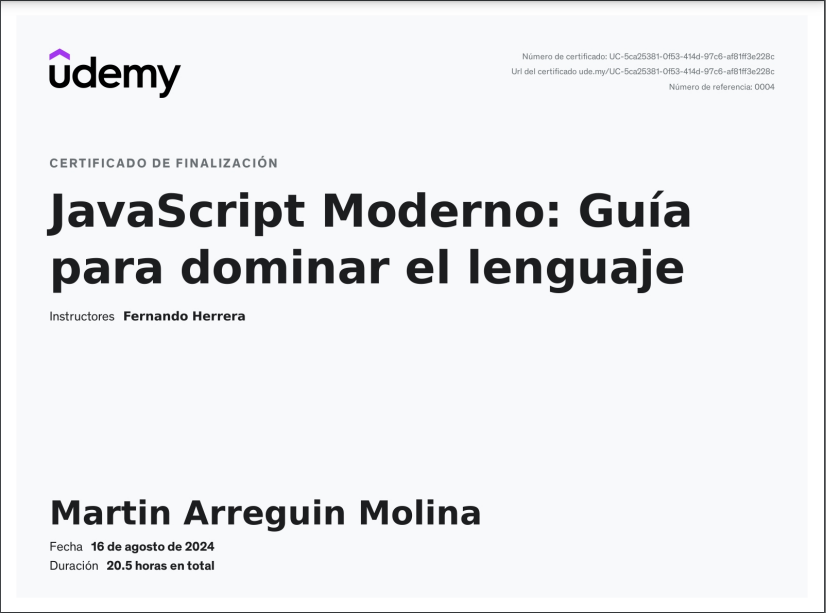 udemy
Número de certificado: UC-5ca25381-0f53-414d-97c6-af81ff3e228c
Url del certificado ude.my/UC-5ca25381-0f53-414d-97c6-af81ff3e228c
Número de referencia: 0004
CERTIFICADO DE FINALIZACIÓN
JavaScript Moderno: Guía
para dominar el lenguaje
Instructores Fernando Herrera
Martin Arreguin Molina
Fecha 16 de agosto de 2024
Duración 20.5 horas en total